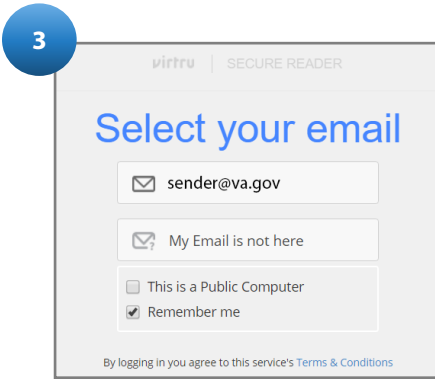 3
virtru | SECURE READER
Select your email
sender@va.gov
My Email is not here
This is a Public Computer
Remember me
By logging in you agree to this service's Terms & Conditions